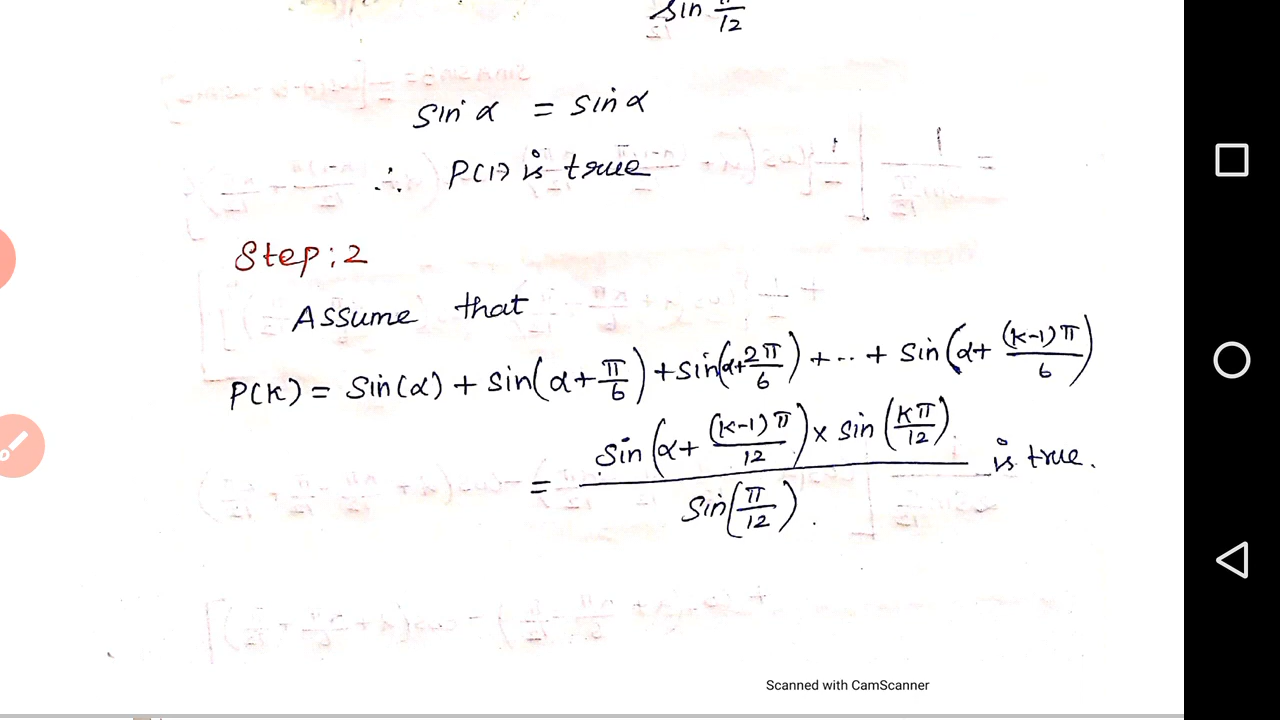 sin π/12
sin α = sin α
∴ P(1) is true
Step: 2
Assume that
P(k) = sin(α) + sin(α + π/6) + sin(α + 2π/6) + ... + sin(α + (k-1)π/6)
= sin(α + (k-1)π/12) × sin(kπ/12) / sin(π/12) is true.
Scanned with CamScanner